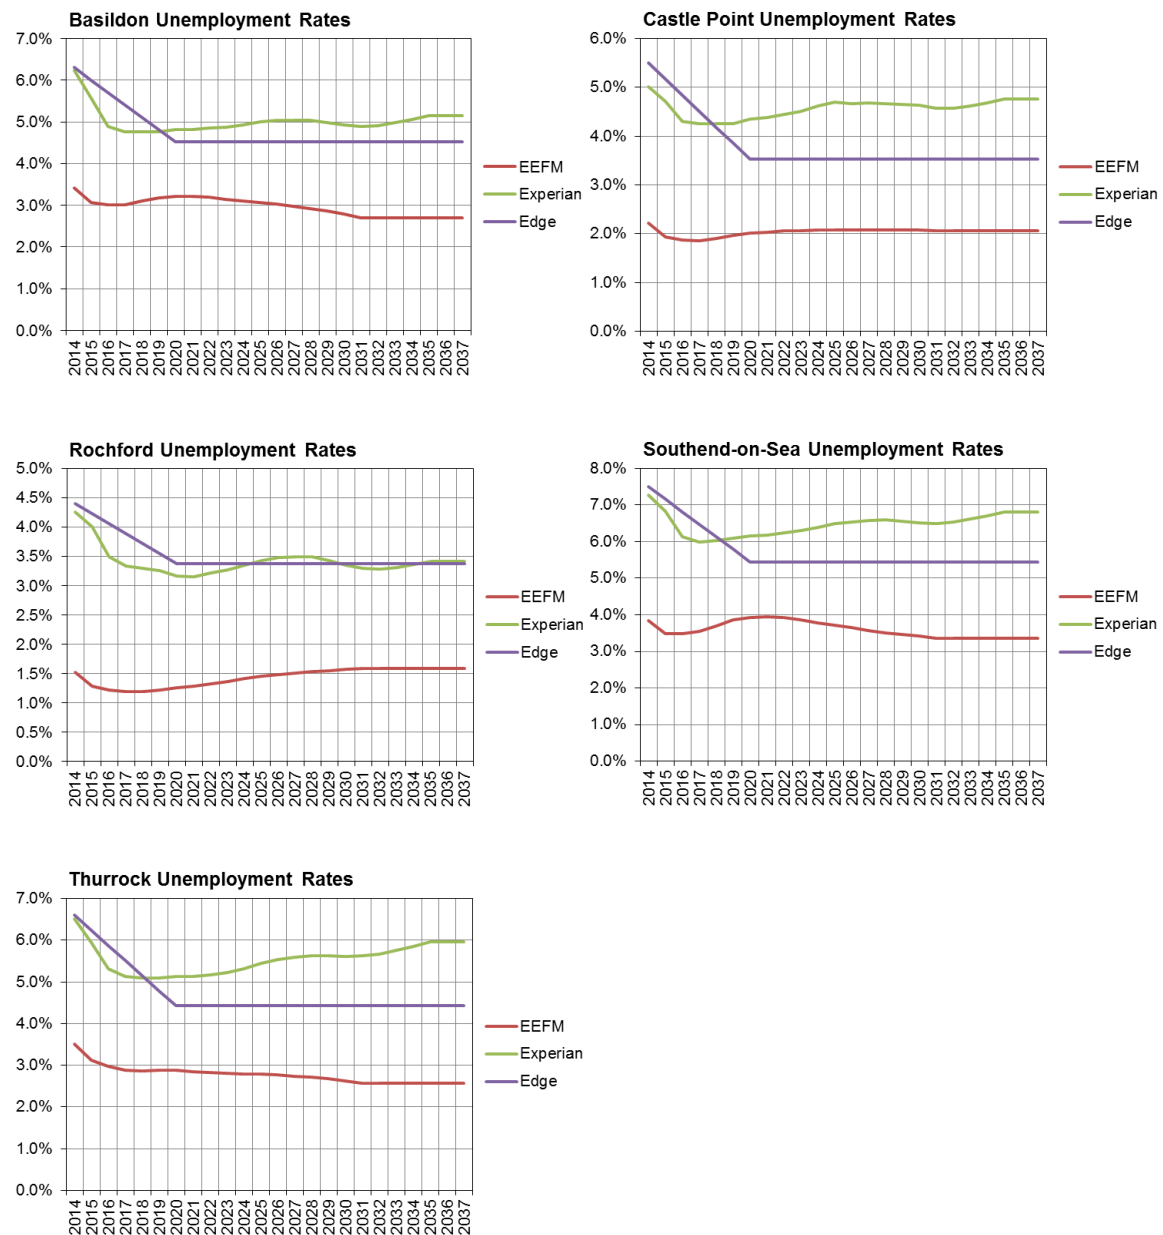 Basildon Unemployment Rates
7.0%
6.0%
5.0%
4.0%
3.0%
2.0%
1.0%
0.0%
2014 2015 2016 2017 2018 2019 2020 2021 2022 2023 2024 2025 2026 2027 2028 2029 2030 2031 2032 2033 2034 2035 2036 2037
EEFM
Experian
Edge
Castle Point Unemployment Rates
6.0%
5.0%
4.0%
3.0%
2.0%
1.0%
0.0%
2014 2015 2016 2017 2018 2019 2020 2021 2022 2023 2024 2025 2026 2027 2028 2029 2030 2031 2032 2033 2034 2035 2036 2037
EEFM
Experian
Edge
Rochford Unemployment Rates
5.0%
4.5%
4.0%
3.5%
3.0%
2.5%
2.0%
1.5%
1.0%
0.5%
0.0%
2014 2015 2016 2017 2018 2019 2020 2021 2022 2023 2024 2025 2026 2027 2028 2029 2030 2031 2032 2033 2034 2035 2036 2037
EEFM
Experian
Edge
Southend-on-Sea Unemployment Rates
8.0%
7.0%
6.0%
5.0%
4.0%
3.0%
2.0%
1.0%
0.0%
2014 2015 2016 2017 2018 2019 2020 2021 2022 2023 2024 2025 2026 2027 2028 2029 2030 2031 2032 2033 2034 2035 2036 2037
EEFM
Experian
Edge
Thurrock Unemployment Rates
7.0%
6.0%
5.0%
4.0%
3.0%
2.0%
1.0%
0.0%
2014 2015 2016 2017 2018 2019 2020 2021 2022 2023 2024 2025 2026 2027 2028 2029 2030 2031 2032 2033 2034 2035 2036 2037
EEFM
Experian
Edge